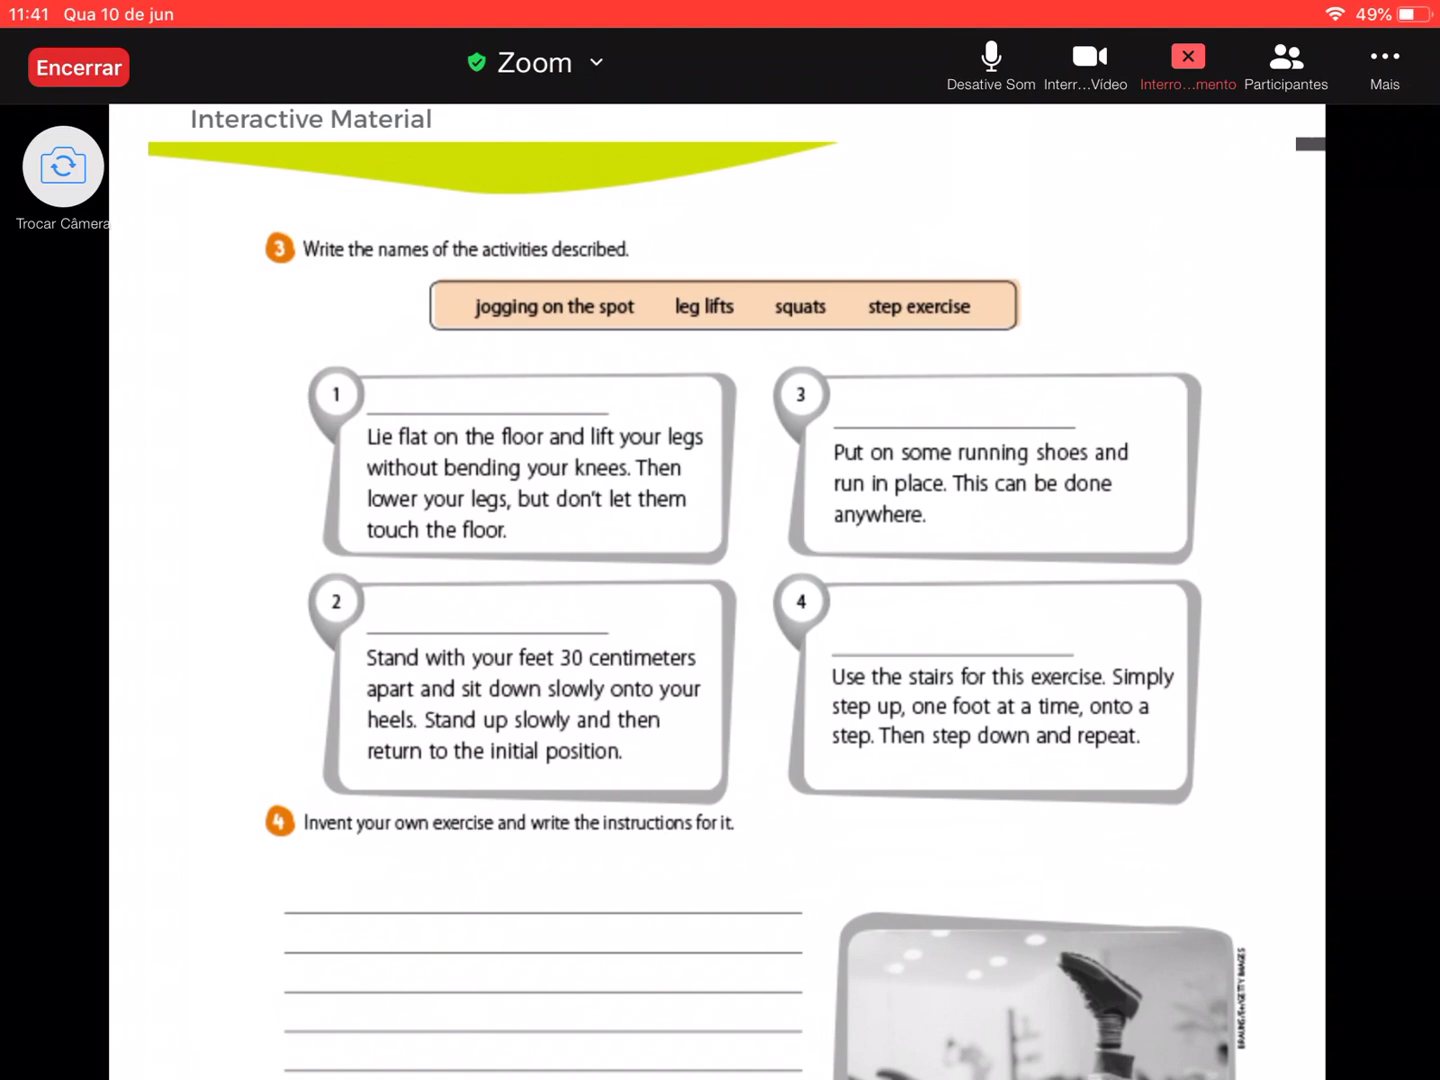 11:41 Qua 10 de jun 49%
Encerrar
Zoom
Desative Som Interr...Vídeo Interro...mento Participantes Mais
Trocar Câmera
Interactive Material
3 Write the names of the activities described.
jogging on the spot leg lifts squats step exercise
1
Lie flat on the floor and lift your legs
without bending your knees. Then
lower your legs, but don't let them
touch the floor.
2
Stand with your feet 30 centimeters
apart and sit down slowly onto your
heels. Stand up slowly and then
return to the initial position.
3
Put on some running shoes and
run in place. This can be done
anywhere.
4
Use the stairs for this exercise. Simply
step up, one foot at a time, onto a
step. Then step down and repeat.
4 Invent your own exercise and write the instructions for it.